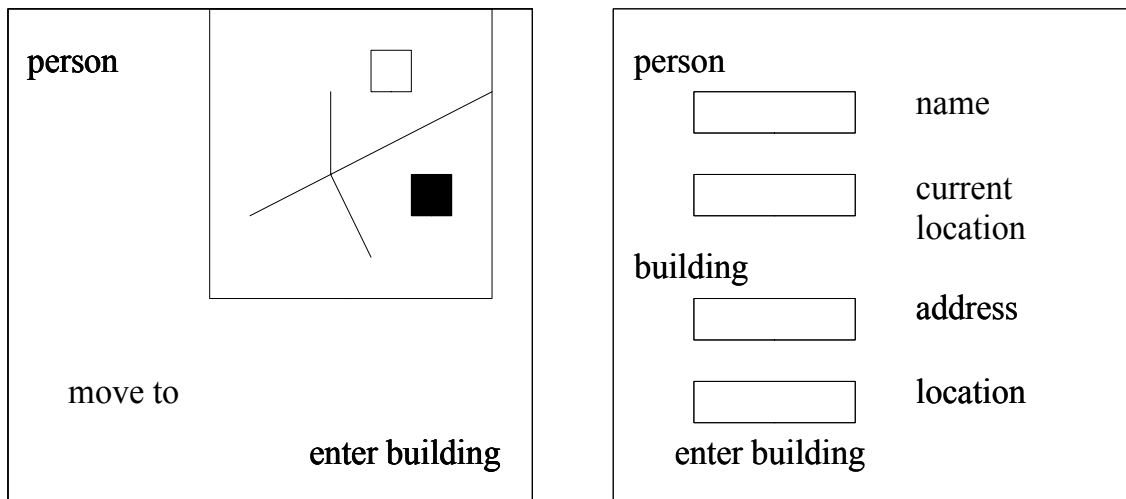 person
move to
enter building
person
name
current
location
building
address
location
enter building